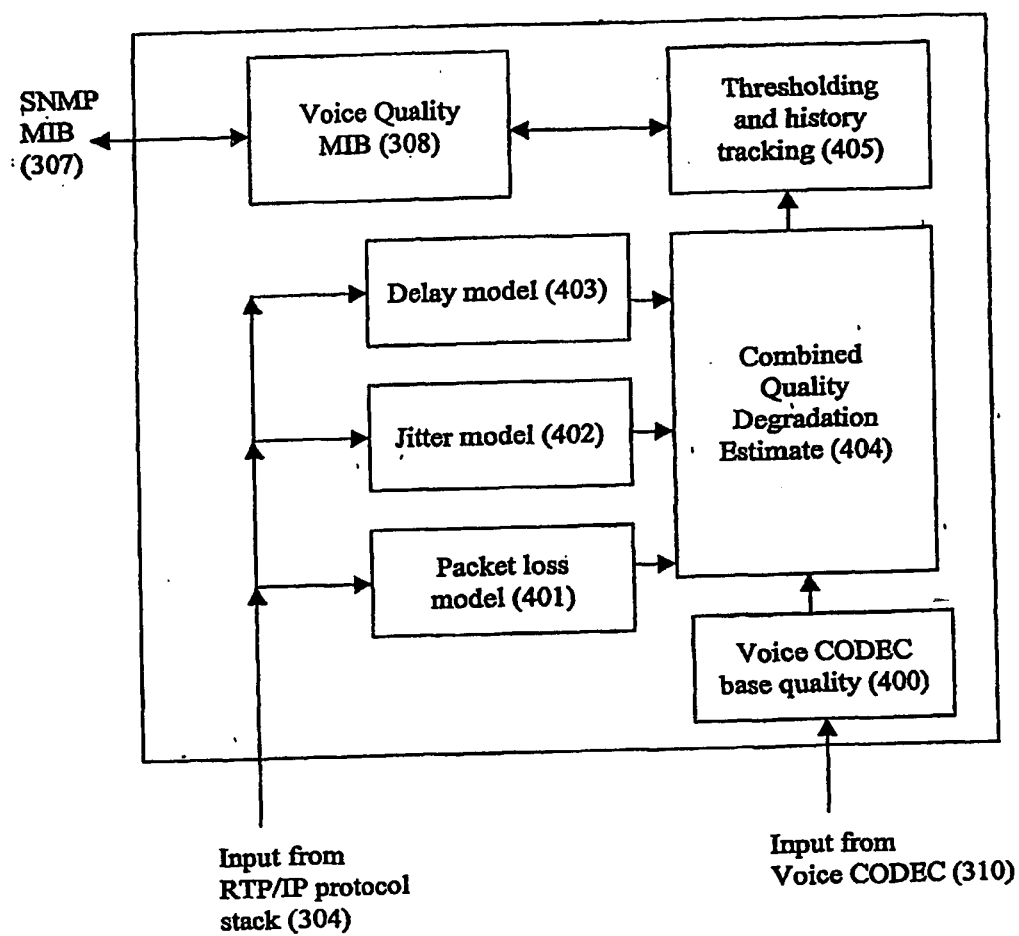 SNMP
MIB
(307)
Voice Quality
MIB (308)
Thresholding
and history
tracking (405)
Delay model (403)
Jitter model (402)
Packet loss
model (401)
Combined
Quality
Degradation
Estimate (404)
Voice CODEC
base quality (400)
Input from
RTP/IP protocol
stack (304)
Input from
Voice CODEC (310)